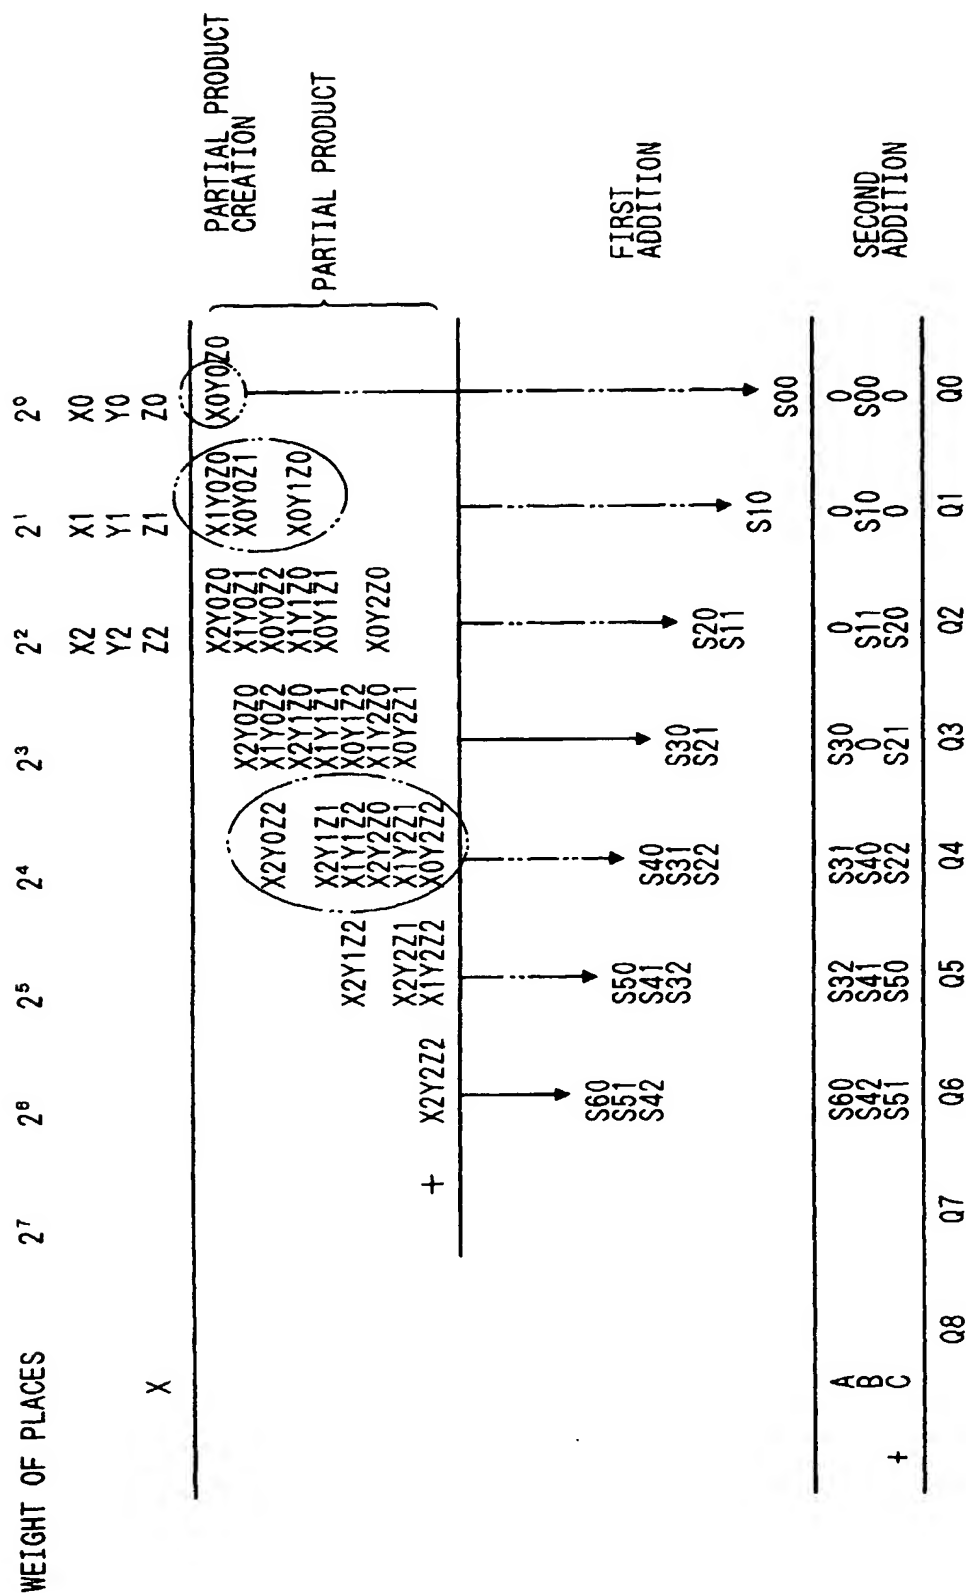 WEIGHT OF PLACES 2⁷ 2⁶ 2⁵ 2⁴ 2³ 2² 2¹ 2⁰
X2 X1 X0
Y2 Y1 Y0
X Z2 Z1 Z0
X2Y0Z0 X1Y0Z0 X0Y0Z0 PARTIAL PRODUCT
X2Y0Z0 X1Y0Z1 X0Y0Z1 CREATION
X2Y0Z2 X1Y0Z2 X0Y0Z2
X2Y1Z0 X1Y1Z0 X0Y1Z0
X2Y1Z1 X1Y1Z1 X0Y1Z1 PARTIAL PRODUCT
X2Y1Z2 X1Y1Z2 X0Y1Z2
X2Y2Z0 X1Y2Z0 X0Y2Z0
X2Y2Z1 X1Y2Z1 X0Y2Z1
+ X2Y2Z2 X1Y2Z2 X0Y2Z2
S60
S51 S50 FIRST
S42 S41 S40 ADDITION
S32 S31 S30
S22 S21 S20
S11
S10
S00
A S60 S32 S31 S30 0 0 0
B S42 S41 S40 0 S11 S10 S00 SECOND
+ C S51 S50 S22 S21 S20 0 0 ADDITION
Q8 Q7 Q6 Q5 Q4 Q3 Q2 Q1 Q0